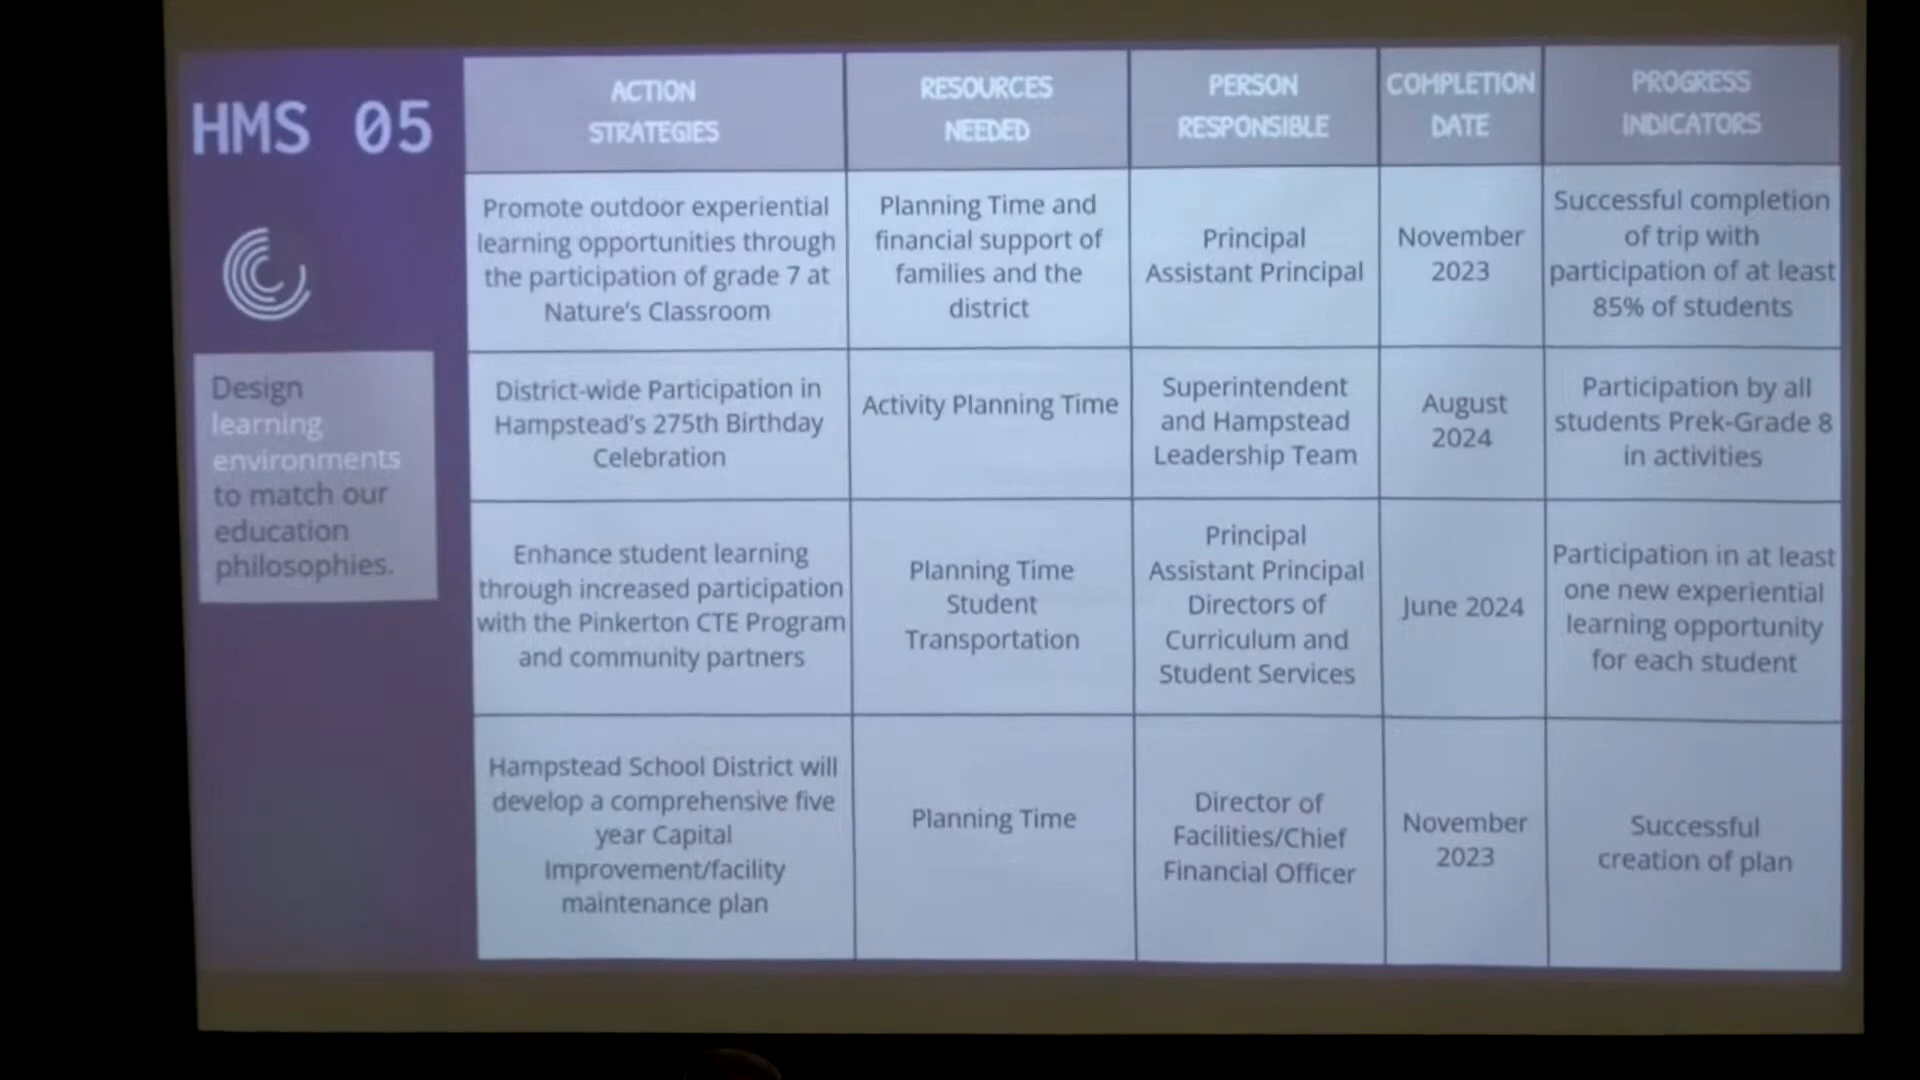 HMS 05
Design
learning
environments
to match our
education
philosophies.
ACTION
STRATEGIES
RESOURCES
NEEDED
PERSON
RESPONSIBLE
COMPLETION
DATE
PROGRESS
INDICATORS
Promote outdoor experiential
learning opportunities through
the participation of grade 7 at
Nature's Classroom
Planning Time and
financial support of
families and the
district
Principal
Assistant Principal
November
2023
Successful completion
of trip with
participation of at least
85% of students
District-wide Participation in
Hampstead's 275th Birthday
Celebration
Activity Planning Time
Superintendent
and Hampstead
Leadership Team
August
2024
Participation by all
students Prek-Grade 8
in activities
Enhance student learning
through increased participation
with the Pinkerton CTE Program
and community partners
Planning Time
Student
Transportation
Principal
Assistant Principal
Directors of
Curriculum and
Student Services
June 2024
Participation in at least
one new experiential
learning opportunity
for each student
Hampstead School District will
develop a comprehensive five
year Capital
Improvement/facility
maintenance plan
Planning Time
Director of
Facilities/Chief
Financial Officer
November
2023
Successful
creation of plan